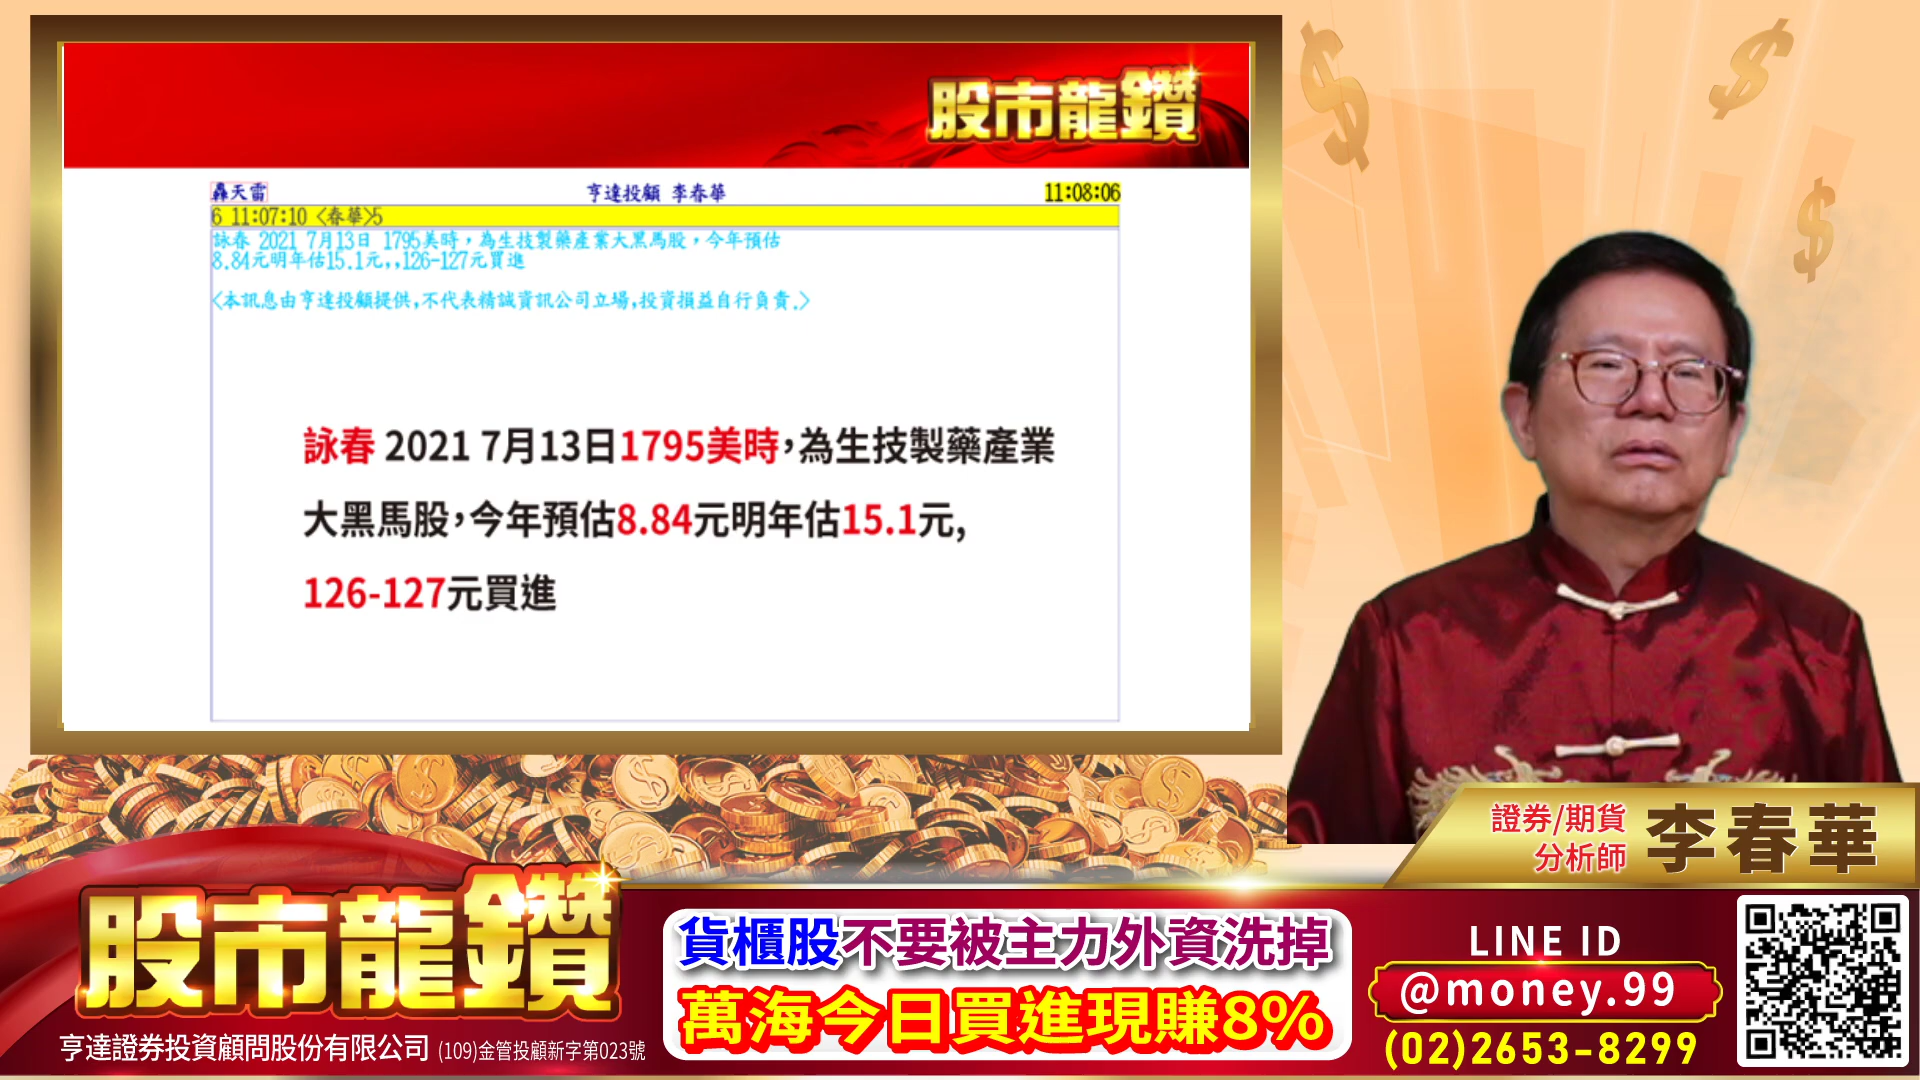 股市龍鑽
轟天雷 亨達投顧 李春華 11:08:06
6 11:07:10 <春華>5
詠春 2021 7月13日 1795美時，為生技製藥產業大黑馬股，今年預估
8.84元明年估15.1元,,126-127元買進
<本訊息由亨達投顧提供,不代表精誠資訊公司立場,投資損益自行負責.>
詠春 2021 7月13日1795美時，為生技製藥產業
大黑馬股，今年預估8.84元明年估15.1元,
126-127元買進
證券/期貨
分析師
李春華
股市龍鑽
亨達證券投資顧問股份有限公司 (109)金管投顧新字第023號
貨櫃股不要被主力外資洗掉
萬海今日買進現賺8%
LINE ID
@money.99
(02)2653-8299